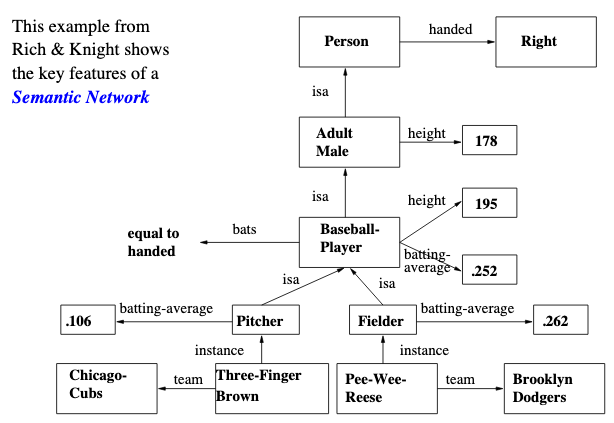 This example from
Rich & Knight shows
the key features of a
Semantic Network
Person
handed
Right
isa
Adult
Male
height
178
isa
height
195
equal to
handed
bats
Baseball-
Player
batting-
average
.252
isa
isa
.106
batting-average
Pitcher
Fielder
batting-average
.262
instance
instance
Chicago-
Cubs
team
Three-Finger
Brown
Pee-Wee-
Reese
team
Brooklyn
Dodgers